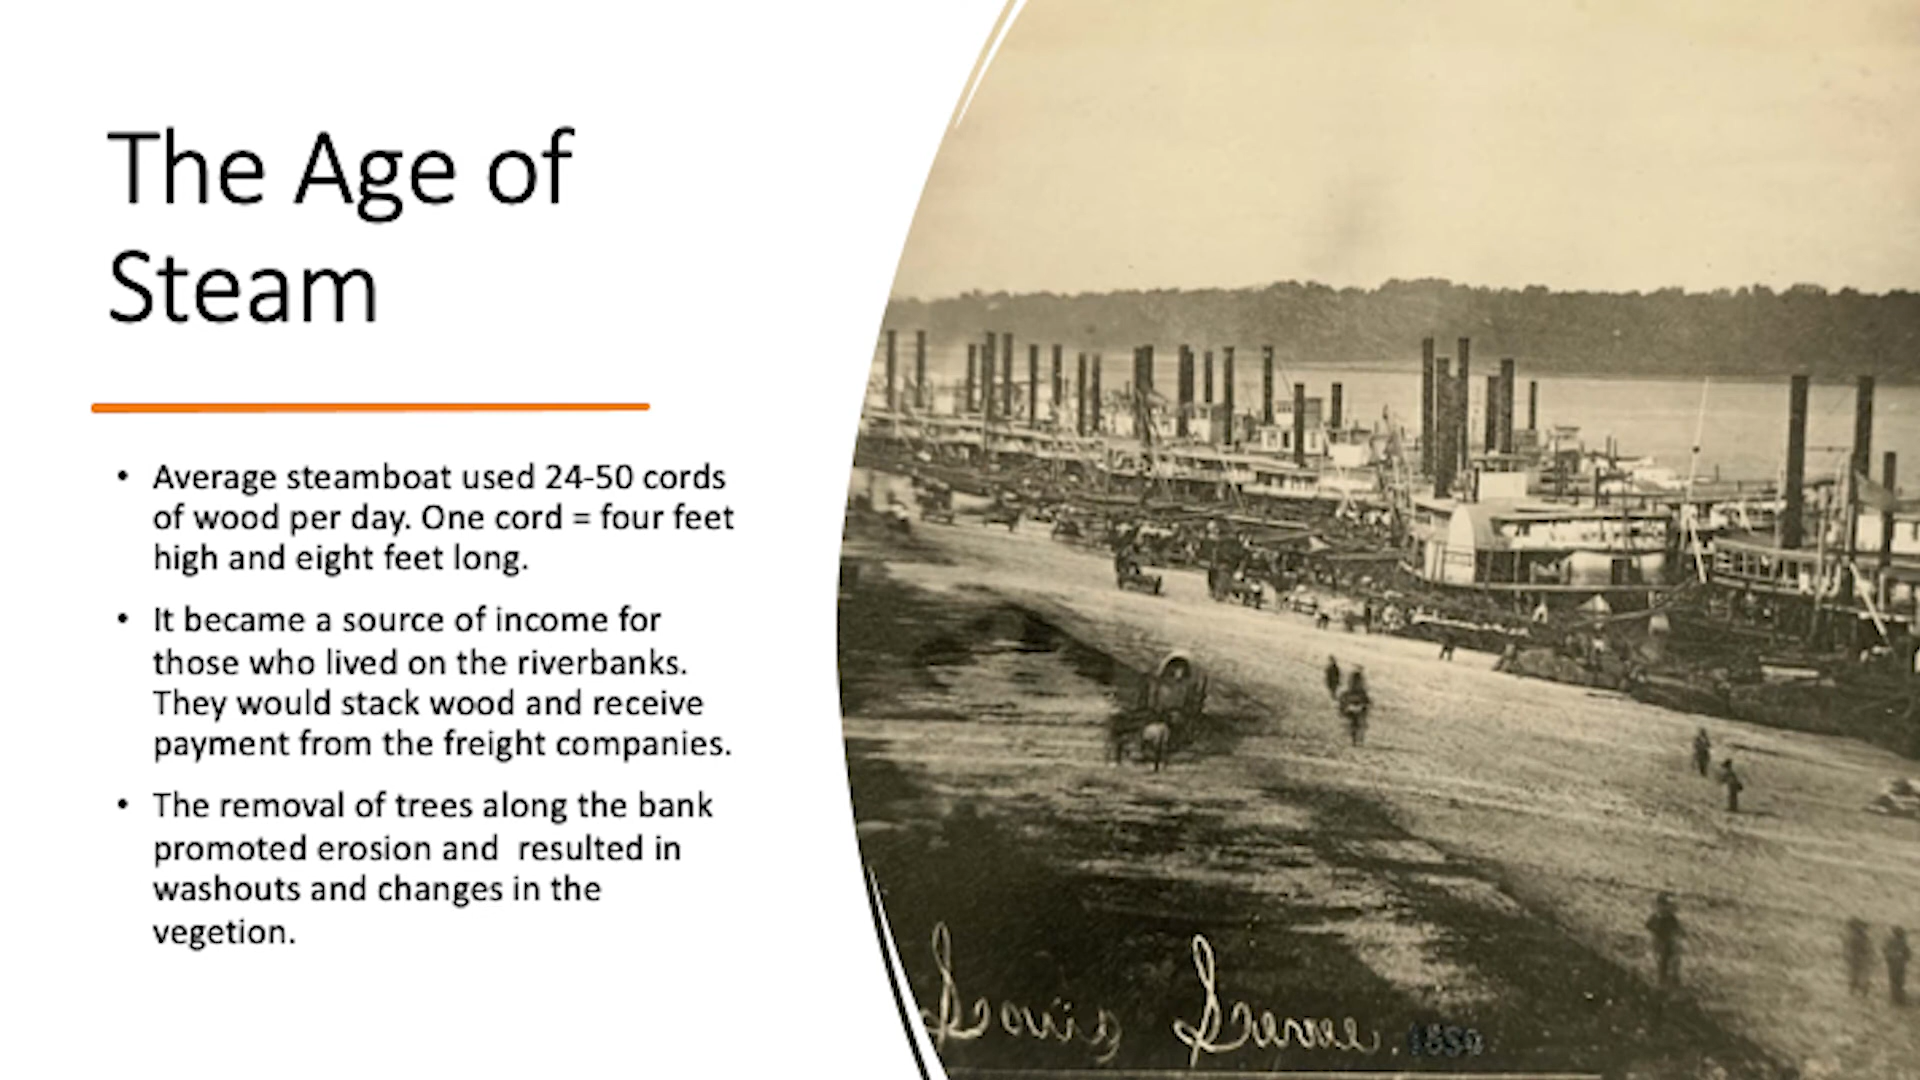 The Age of
Steam
• Average steamboat used 24-50 cords
of wood per day. One cord = four feet
high and eight feet long.
• It became a source of income for
those who lived on the riverbanks.
They would stack wood and receive
payment from the freight companies.
• The removal of trees along the bank
promoted erosion and  resulted in
washouts and changes in the
vegetion.